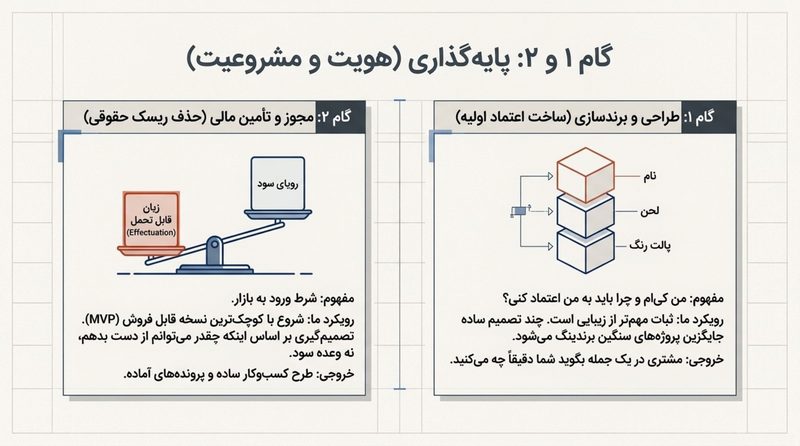 گام ۱ و ۲: پایه‌گذاری (هویت و مشروعیت)
گام ۱: طراحی و برندسازی (ساخت اعتماد اولیه)
نام
لحن
پالت رنگ
مفهوم: من کی‌ام و چرا باید به من اعتماد کنی؟
رویکرد ما: ثبات مهم‌تر از زیبایی است. چند تصمیم ساده
جایگزین پروژه‌های سنگین برندینگ می‌شود.
خروجی: مشتری در یک جمله بگوید شما دقیقاً چه می‌کنید.
گام ۲: مجوز و تأمین مالی (حذف ریسک حقوقی)
رویای سود
زیان
قابل تحمل
(Effectuation)
مفهوم: شرط ورود به بازار.
رویکرد ما: شروع با کوچک‌ترین نسخه قابل فروش (MVP).
تصمیم‌گیری بر اساس اینکه چقدر می‌توانم از دست بدهم،
نه وعده سود.
خروجی: طرح کسب‌وکار ساده و پرونده‌های آماده.